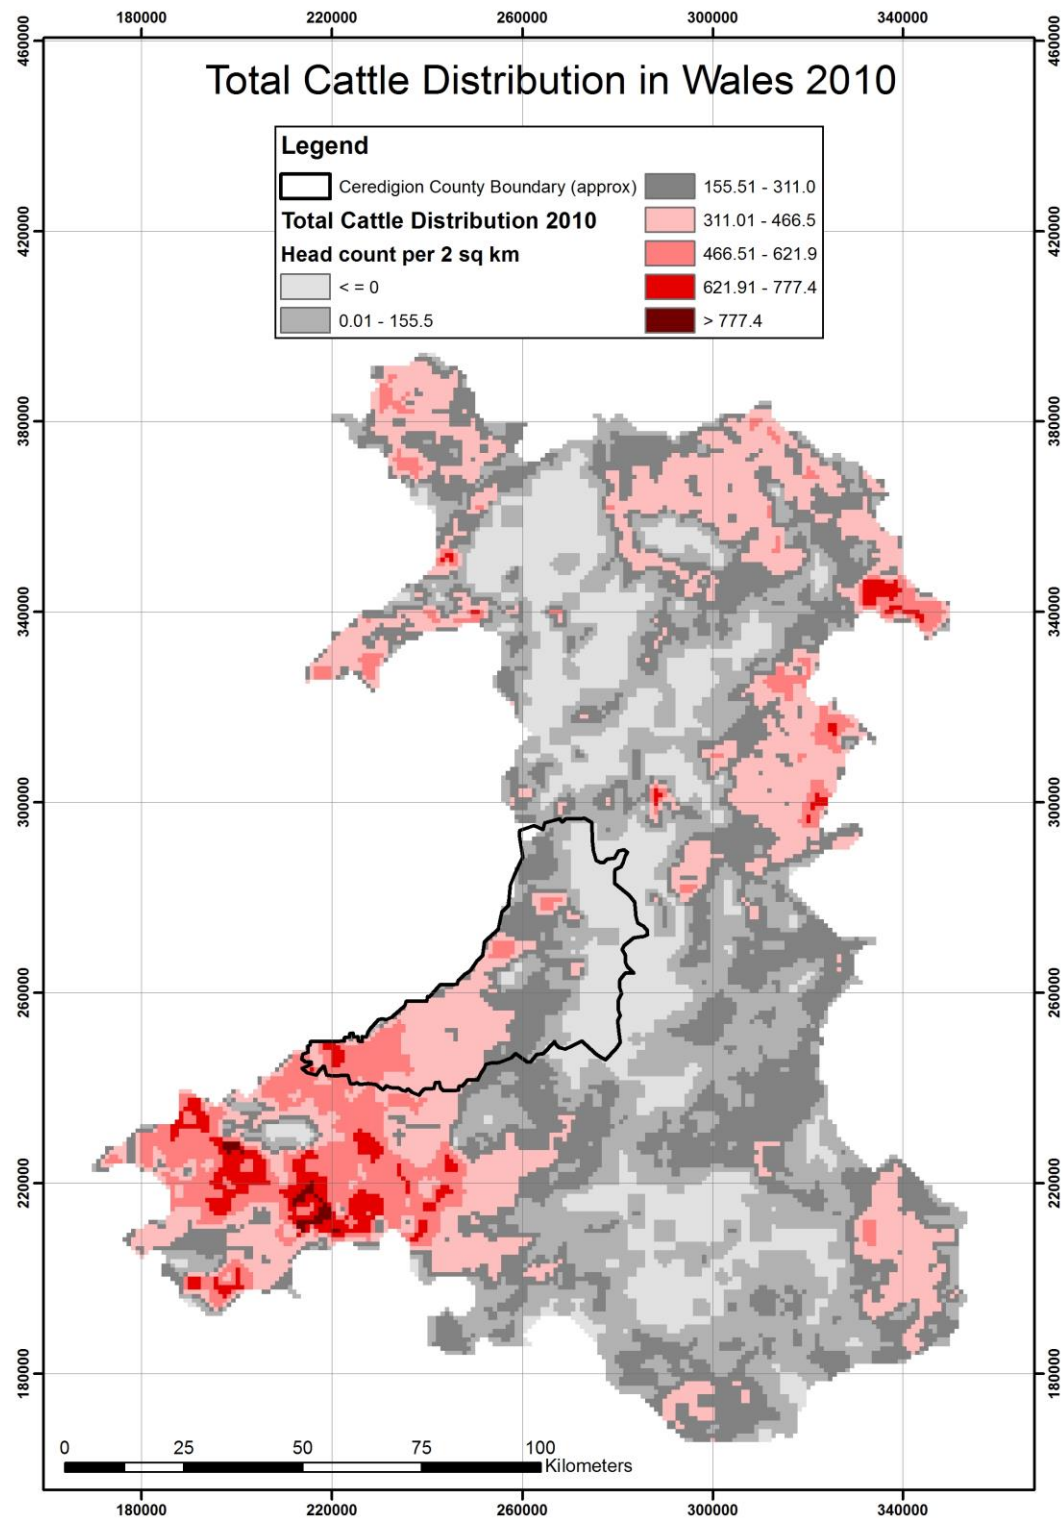 180000 220000 260000 300000 340000
460000 460000
Total Cattle Distribution in Wales 2010
Legend
Ceredigion County Boundary (approx)
Total Cattle Distribution 2010
Head count per 2 sq km
< = 0
0.01 - 155.5
155.51 - 311.0
311.01 - 466.5
466.51 - 621.9
621.91 - 777.4
> 777.4
420000 420000
380000 380000
340000 340000
300000 300000
260000 260000
220000 220000
180000 180000
0 25 50 75 100
Kilometers
180000 220000 260000 300000 340000